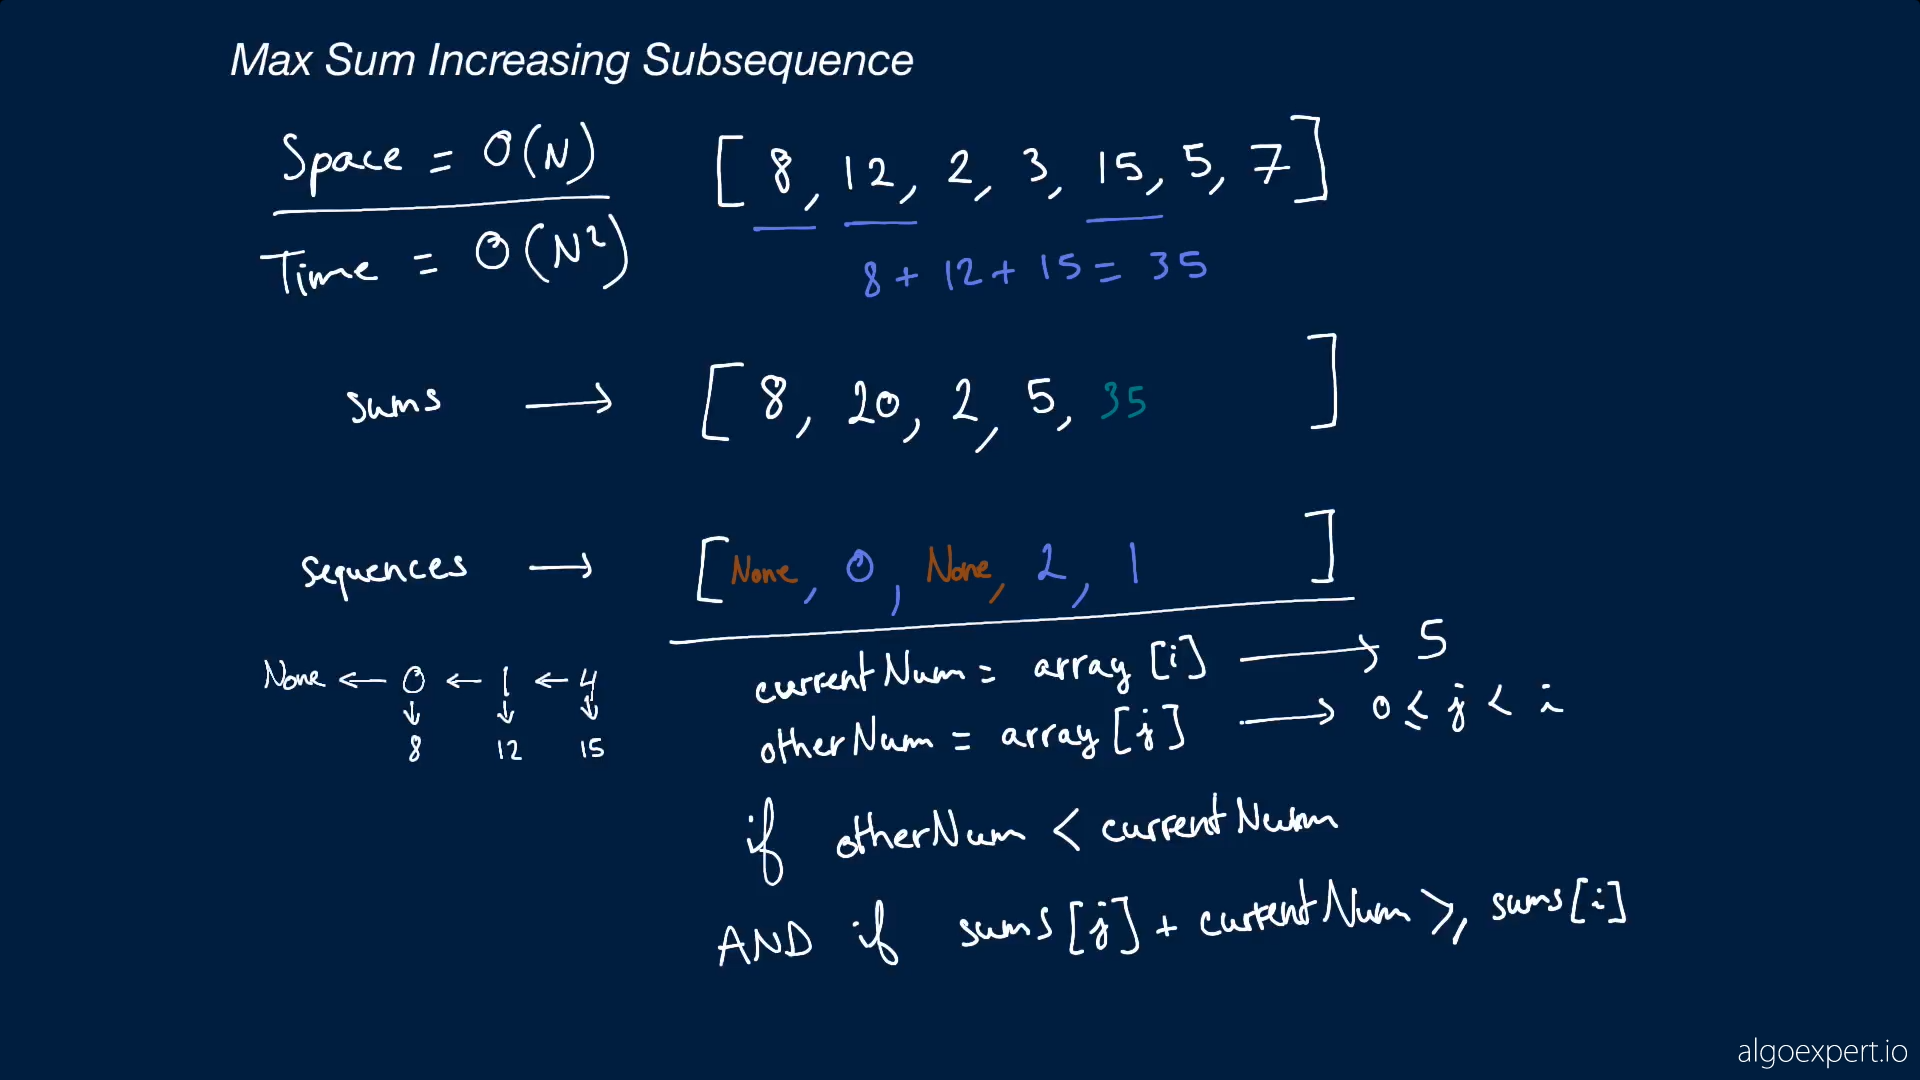 Max Sum Increasing Subsequence
Space = O(N)
Time = O(N²)
[8, 12, 2, 3, 15, 5, 7]
8 + 12 + 15 = 35
sums → [8, 20, 2, 5, 35 ]
sequences → [None, 0, None, 2, 1 ]
None ← 0 ← 1 ← 4
↓ ↓ ↓
8 12 15
currentNum = array[i] → 5
otherNum = array[j] → 0 ≤ j < i
if otherNum < currentNum
AND if sums[j] + currentNum >, sums[i]
algoexpert.io